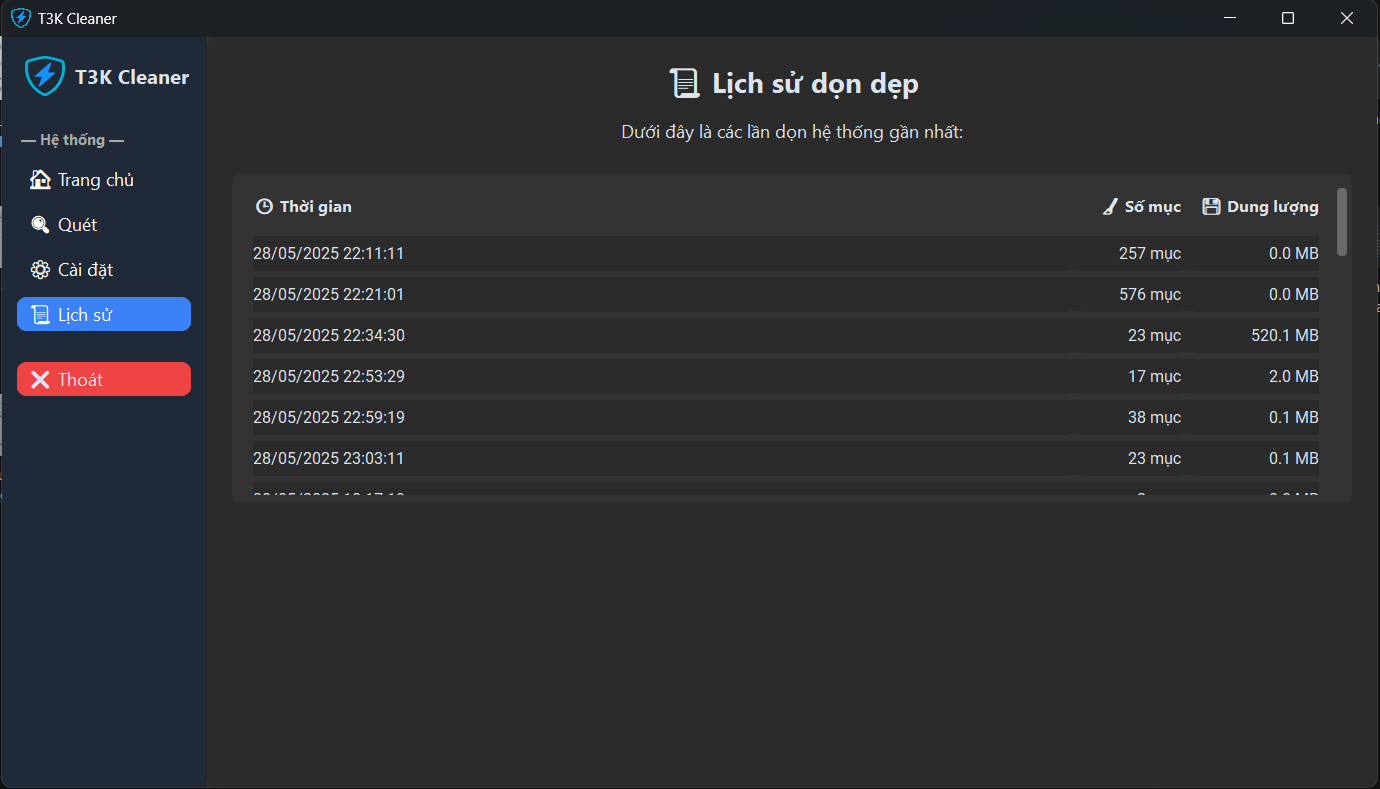 T3K Cleaner
T3K Cleaner
— Hệ thống —
Trang chủ
Quét
Cài đặt
Lịch sử
Thoát
Lịch sử dọn dẹp
Dưới đây là các lần dọn hệ thống gần nhất:
Thời gian Số mục Dung lượng
28/05/2025 22:11:11 257 mục 0.0 MB
28/05/2025 22:21:01 576 mục 0.0 MB
28/05/2025 22:34:30 23 mục 520.1 MB
28/05/2025 22:53:29 17 mục 2.0 MB
28/05/2025 22:59:19 38 mục 0.1 MB
28/05/2025 23:03:11 23 mục 0.1 MB